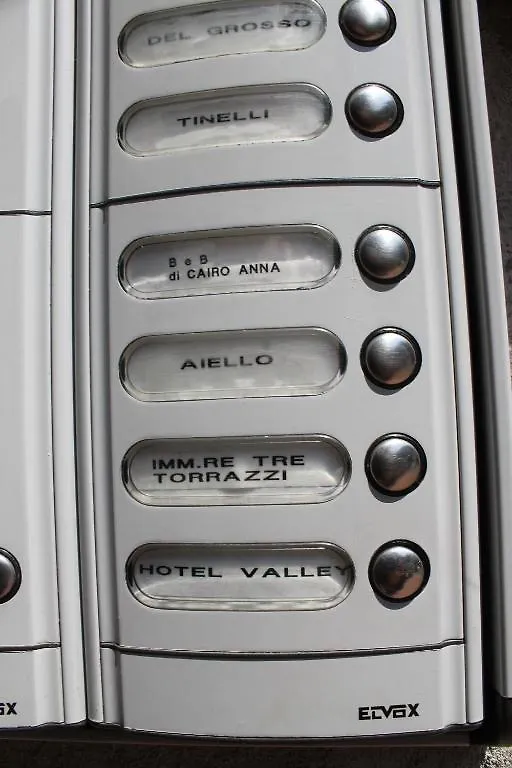 DEL GROSSO
TINELLI
B e B
di CAIRO ANNA
AIELLO
IMM.RE TRE
TORRAZZI
HOTEL VALLEY
ELVOX